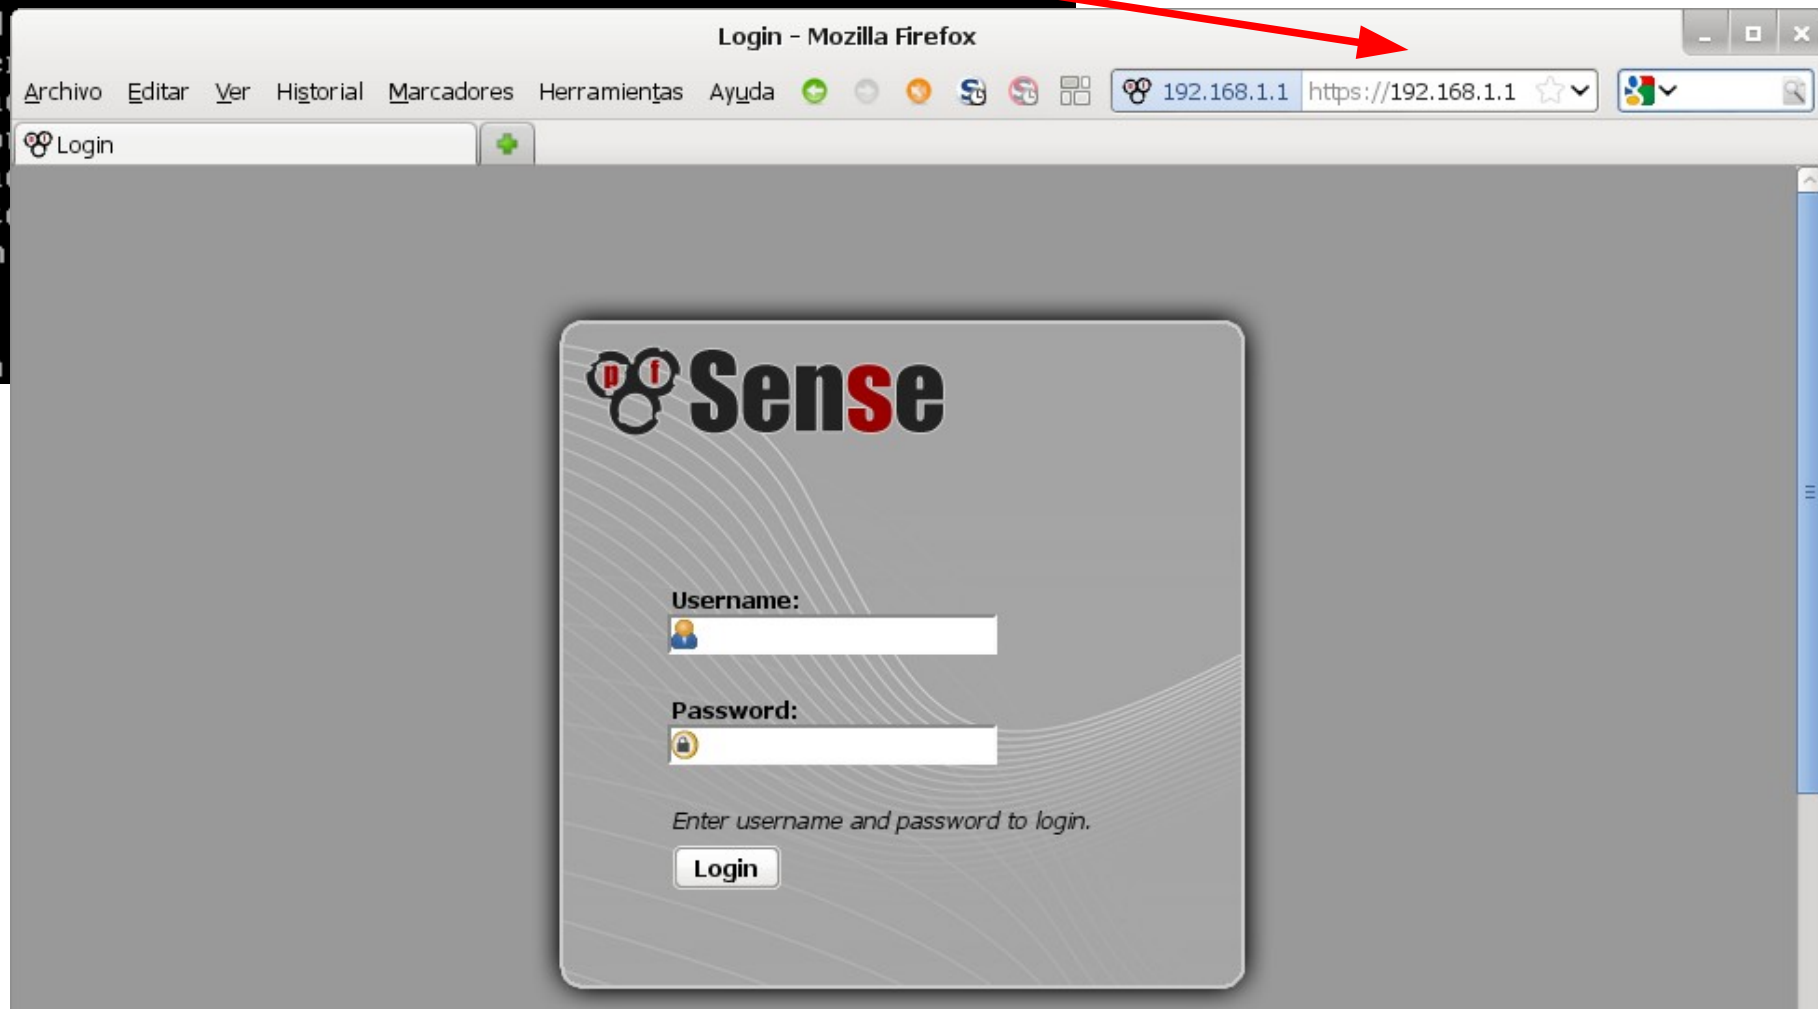 Login - Mozilla Firefox
Archivo Editar Ver Historial Marcadores Herramientas Ayuda 192.168.1.1 https://192.168.1.1
Login
pf Sense
Username:
Password:
Enter username and password to login.
Login